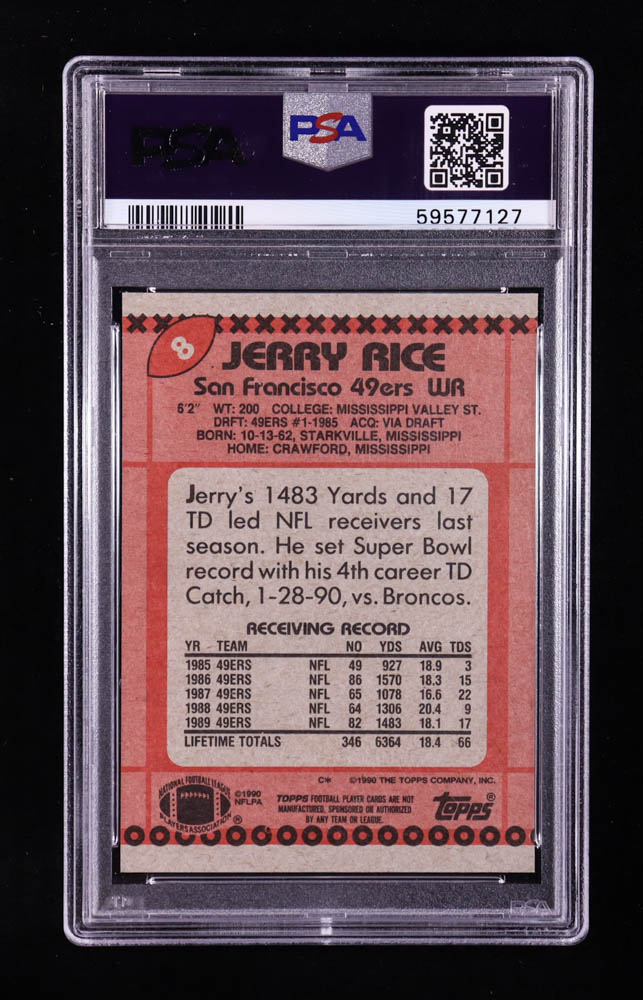 PSA PSA
59577127
8
JERRY RICE
San Francisco 49ers WR
6'2" WT: 200 COLLEGE: MISSISSIPPI VALLEY ST.
DRFT: 49ERS #1-1985 ACQ: VIA DRAFT
BORN: 10-13-62, STARKVILLE, MISSISSIPPI
HOME: CRAWFORD, MISSISSIPPI
Jerry's 1483 Yards and 17
TD led NFL receivers last
season. He set Super Bowl
record with his 4th career TD
Catch, 1-28-90, vs. Broncos.
RECEIVING RECORD
YR TEAM NO YDS AVG TDS
1985 49ERS NFL 49 927 18.9 3
1986 49ERS NFL 86 1570 18.3 15
1987 49ERS NFL 65 1078 16.6 22
1988 49ERS NFL 64 1306 20.4 9
1989 49ERS NFL 82 1483 18.1 17
LIFETIME TOTALS 346 6364 18.4 66
C* ©1990 THE TOPPS COMPANY, INC.
NATIONAL FOOTBALL LEAGUE
PLAYERS ASSOCIATION ®
©1990
NFLPA
TOPPS FOOTBALL PLAYER CARDS ARE NOT
MANUFACTURED, SPONSORED OR AUTHORIZED
BY ANY TEAM OR LEAGUE.
topps®
PSA